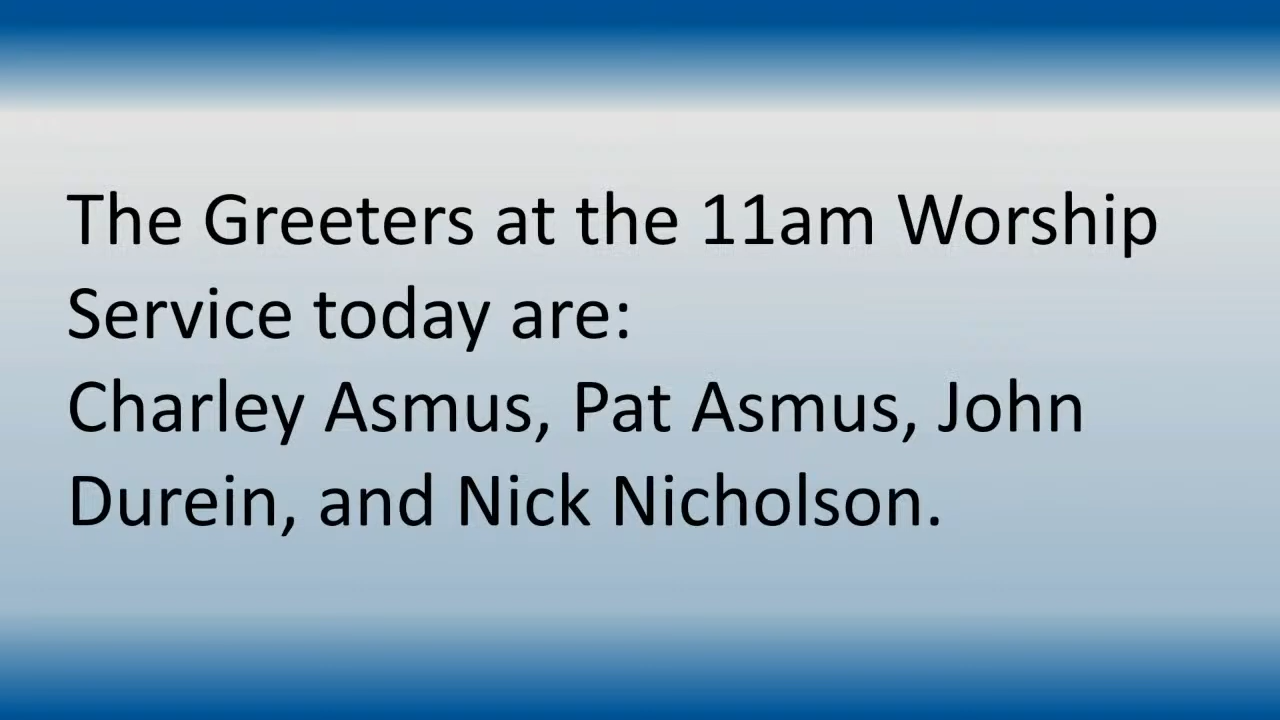 The Greeters at the 11am Worship
Service today are:
Charley Asmus, Pat Asmus, John
Durein, and Nick Nicholson.